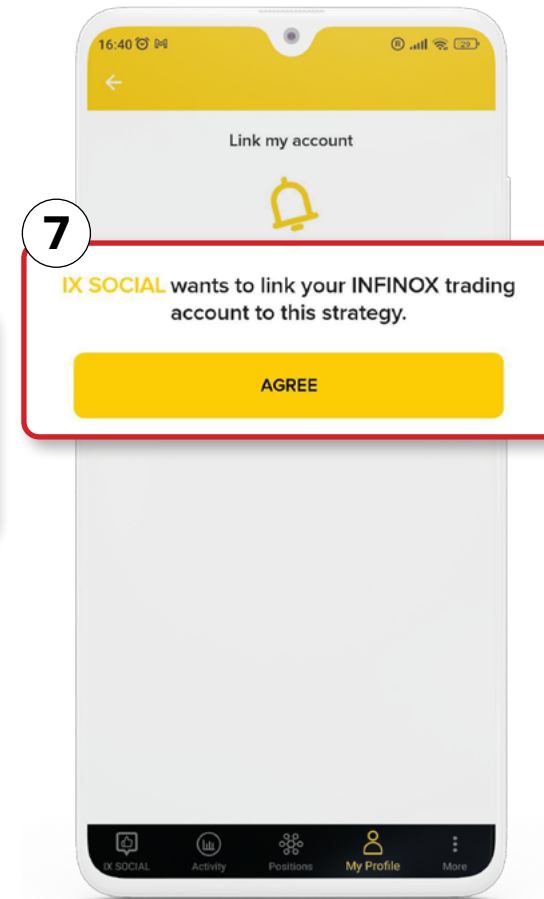 16:40
29
Link my account
7
IX SOCIAL wants to link your INFINOX trading
account to this strategy.
AGREE
IX SOCIAL Activity Positions My Profile More